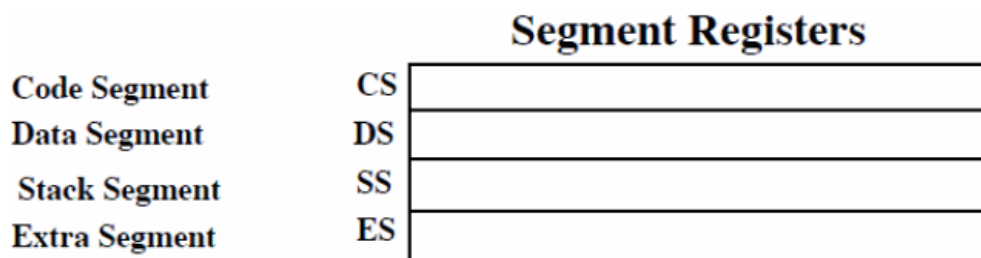 Segment Registers
Code Segment CS
Data Segment DS
Stack Segment SS
Extra Segment ES